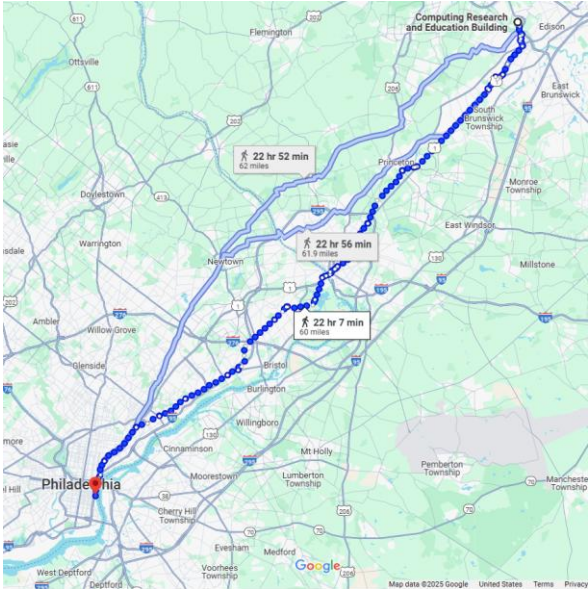 Computing Research
and Education Building
Edison
Flemington
Ottsville
East
Brunswick
South
Brunswick
Township
22 hr 52 min
62 miles
Princeton
Monroe
Township
Doylestown
East Windsor
Warrington
22 hr 56 min
61.9 miles
Newtown
Millstone
22 hr 7 min
60 miles
Ambler
Willow Grove
Glenside
Bristol
Burlington
Willingboro
Cinnaminson
Mt Holly
Moorestown
Lumberton
Township
Pemberton
Township
Manchester
Township
Philadelphia
Cherry Hill
Township
Evesham
Medford
West Deptford
Deptford
Voorhees
Township
Google
Map data ©2025 Google United States Terms Privacy